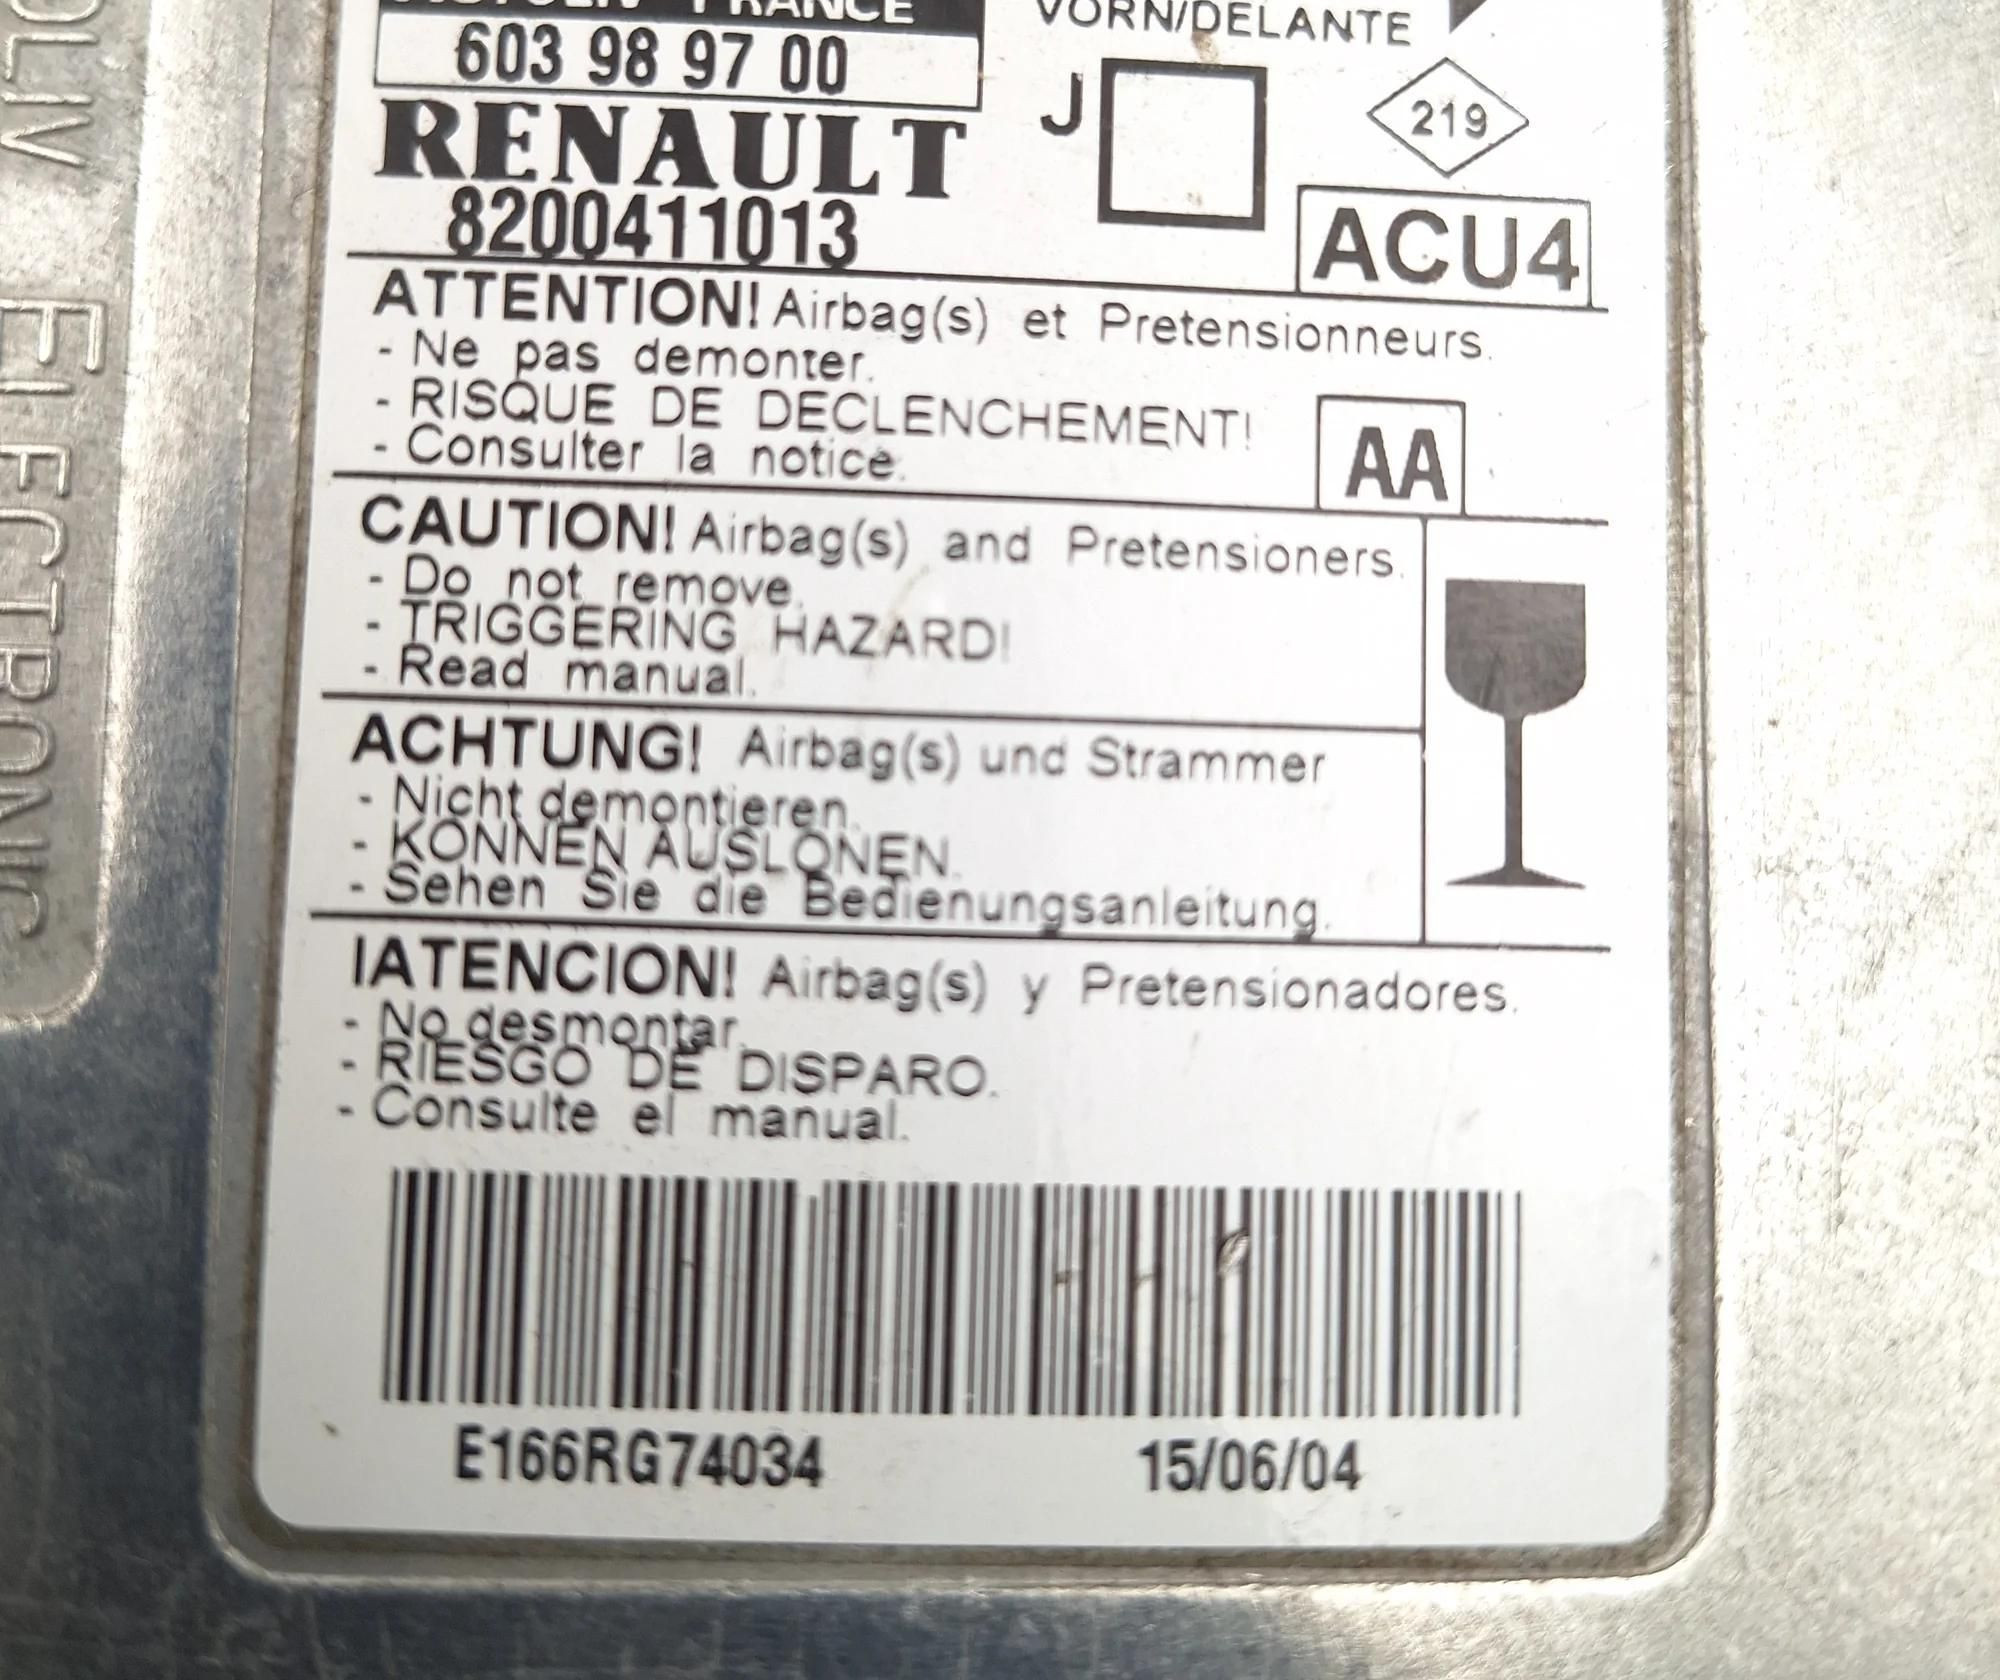 FRANCE
VORN/DELANTE
603 98 97 00
J
219
RENAULT
8200411013
ACU4
ATTENTION! Airbag(s) et Pretensionneurs.
- Ne pas demonter.
- RISQUE DE DECLENCHEMENT!
- Consulter la notice.
AA
CAUTION! Airbag(s) and Pretensioners.
- Do not remove.
- TRIGGERING HAZARD!
- Read manual.
ACHTUNG! Airbag(s) und Strammer
- Nicht demontieren.
- KONNEN AUSLONEN.
- Sehen Sie die Bedienungsanleitung.
IATENCION! Airbag(s) y Pretensionadores.
- No desmontar.
- RIESGO DE DISPARO.
- Consulte el manual.
E166RG74034 15/06/04
OLIV ELECTRONIC